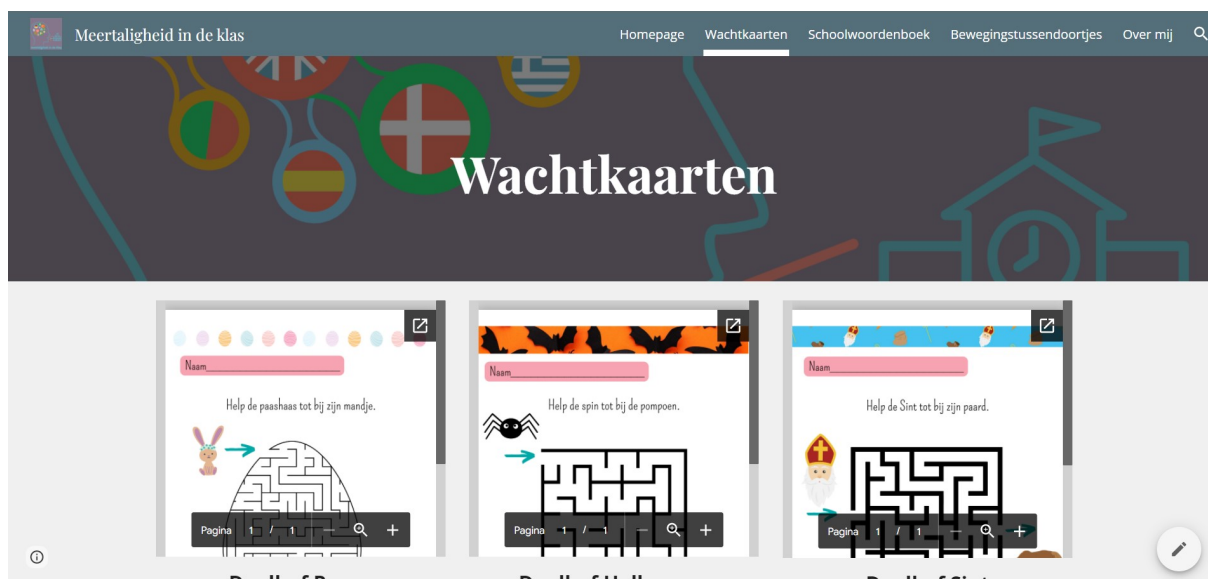 Meertaligheid in de klas
Homepage Wachtkaarten Schoolwoordenboek Bewegingstussendoortjes Over mij
Wachtkaarten
Naam
Help de paashaas tot bij zijn mandje.
Pagina 1 / 1
Naam
Help de spin tot bij de pompoen.
Pagina 1 / 1
Naam
Help de Sint tot bij zijn paard.
Pagina 1 / 1